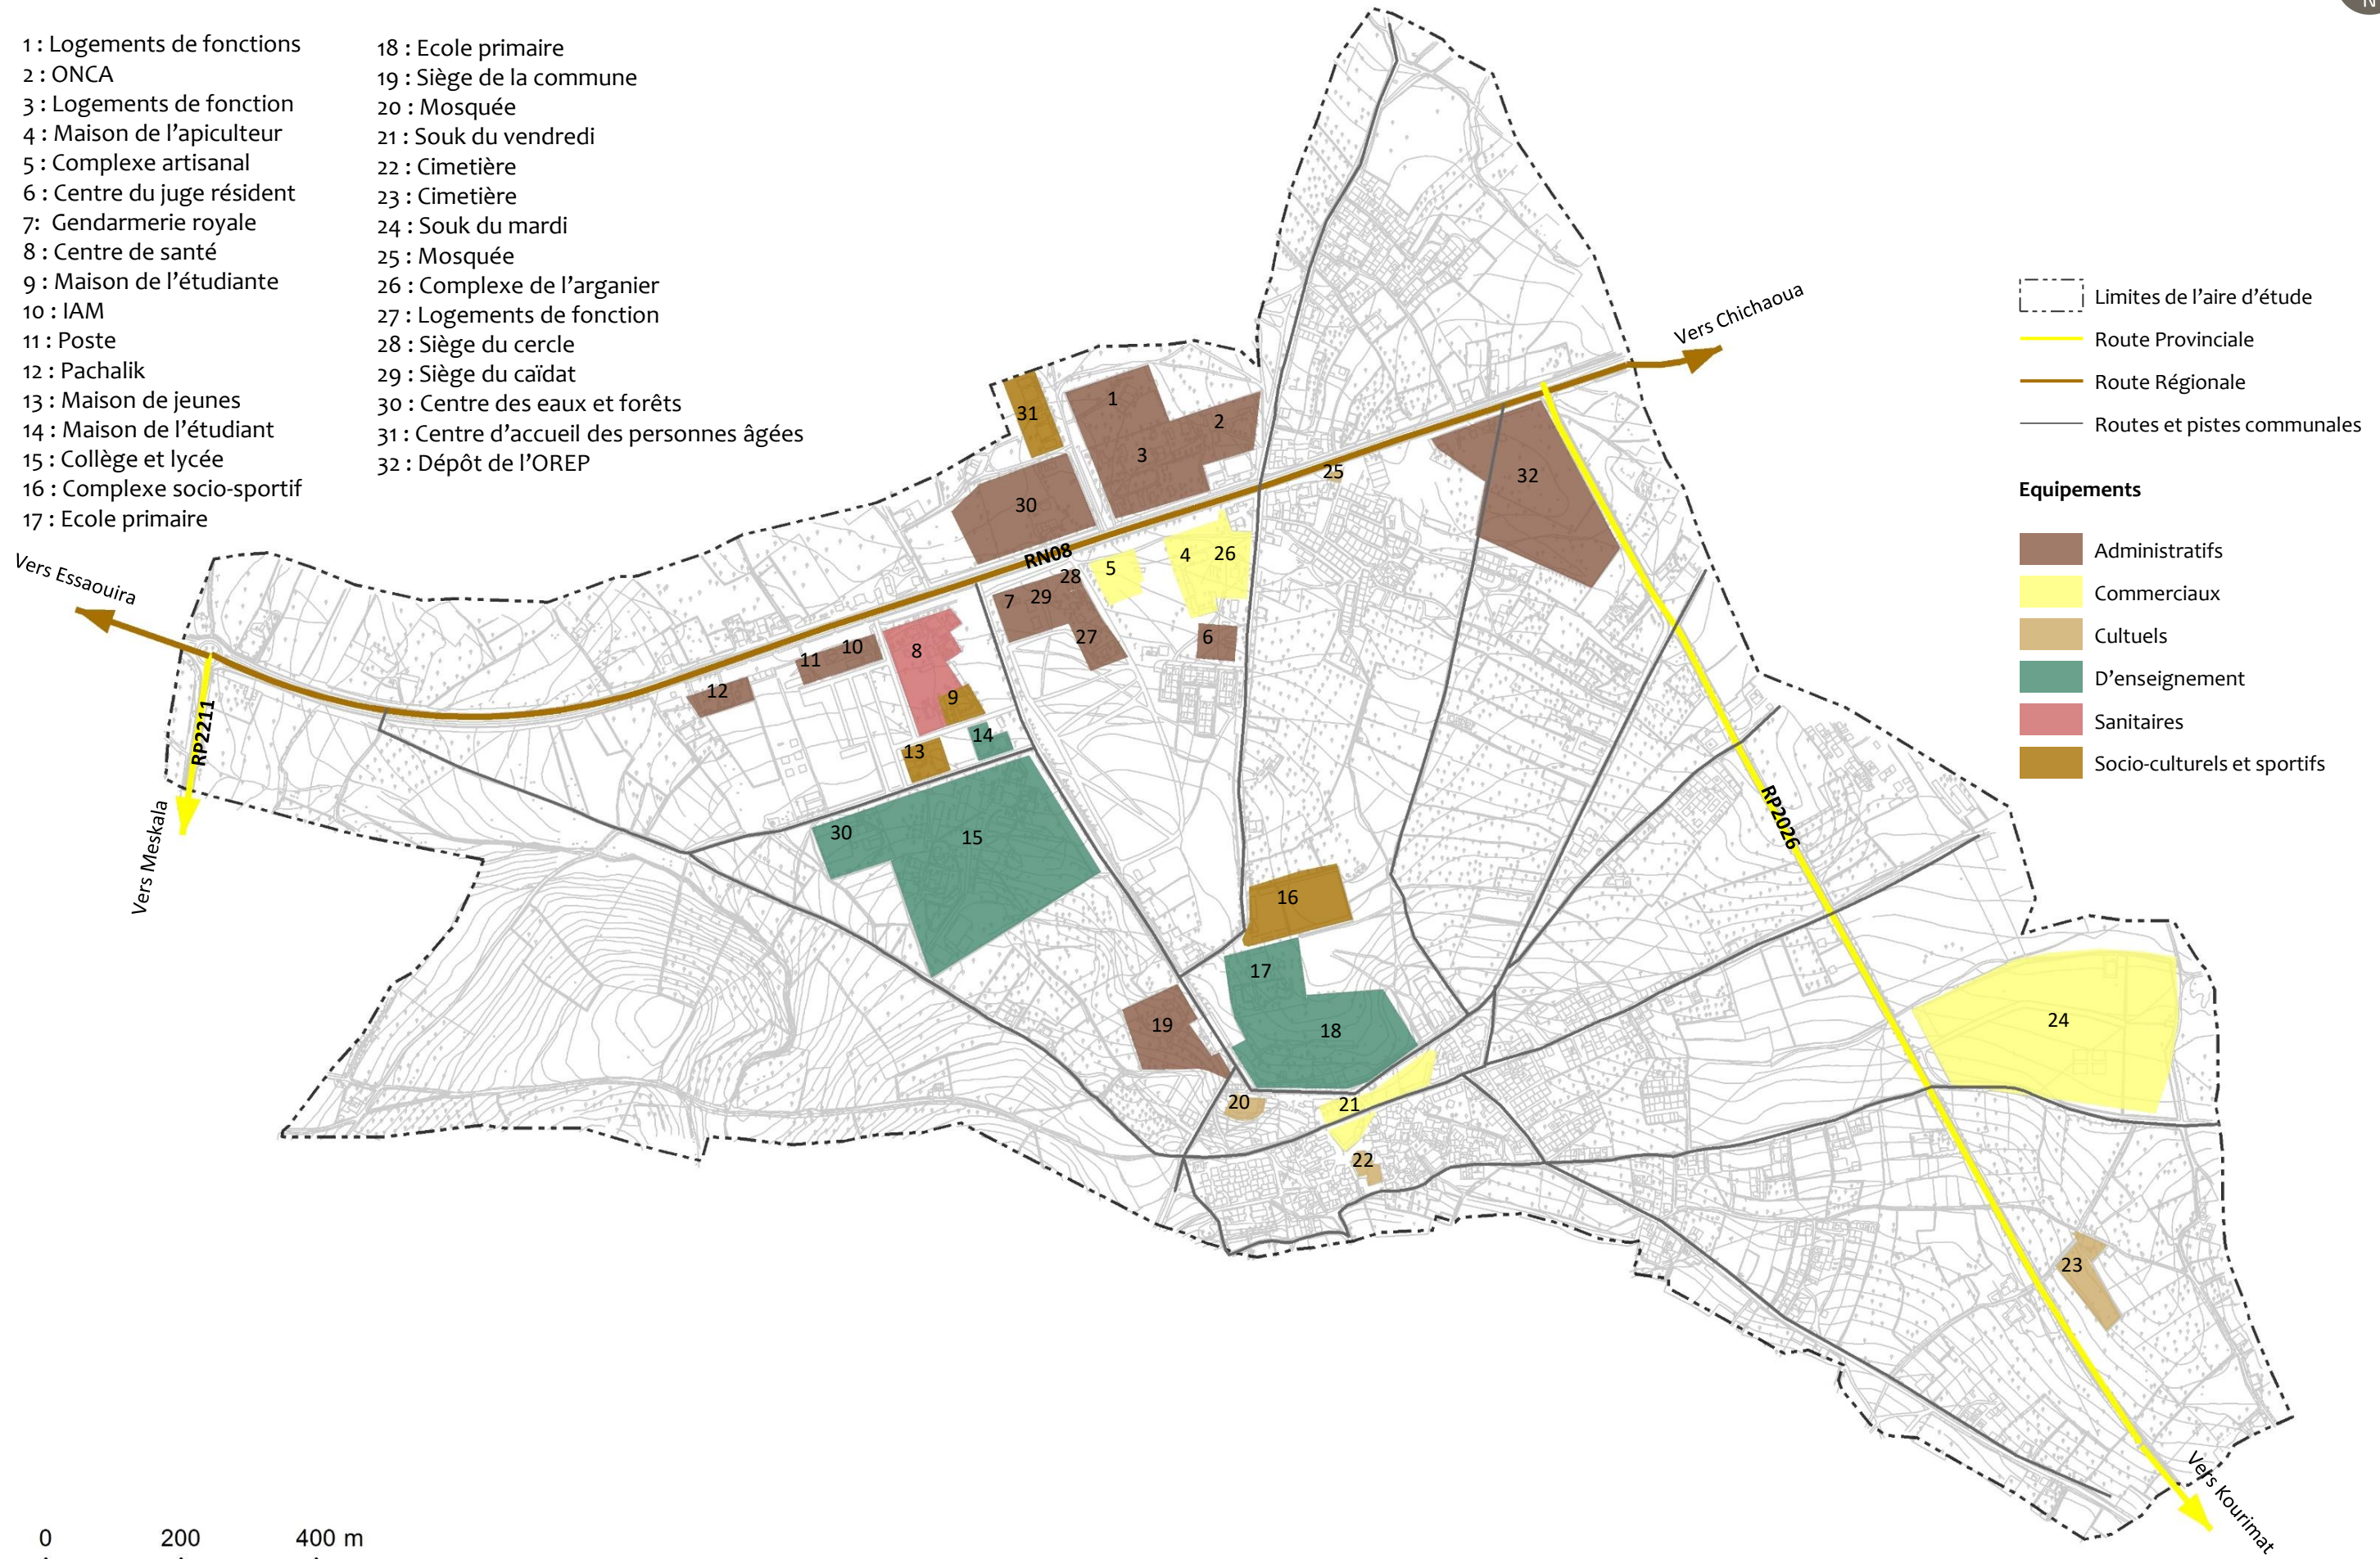 N
1 : Logements de fonctions
2 : ONCA
3 : Logements de fonction
4 : Maison de l'apiculteur
5 : Complexe artisanal
6 : Centre du juge résident
7: Gendarmerie royale
8 : Centre de santé
9 : Maison de l'étudiante
10 : IAM
11 : Poste
12 : Pachalik
13 : Maison de jeunes
14 : Maison de l'étudiant
15 : Collège et lycée
16 : Complexe socio-sportif
17 : Ecole primaire
18 : Ecole primaire
19 : Siège de la commune
20 : Mosquée
21 : Souk du vendredi
22 : Cimetière
23 : Cimetière
24 : Souk du mardi
25 : Mosquée
26 : Complexe de l'arganier
27 : Logements de fonction
28 : Siège du cercle
29 : Siège du caïdat
30 : Centre des eaux et forêts
31 : Centre d'accueil des personnes âgées
32 : Dépôt de l'OREP
Limites de l'aire d'étude
Route Provinciale
Route Régionale
Routes et pistes communales
Equipements
Administratifs
Commerciaux
Cultuels
D'enseignement
Sanitaires
Socio-culturels et sportifs
Vers Chichaoua
Vers Essaouira
Vers Meskala
Vers Kourimat
RN08
RP2211
RP2026
31
1
2
3
30
25
32
4
26
5
28
7
29
27
6
10
11
8
12
9
14
13
30
15
16
17
18
19
20
21
22
24
23
0
200
400 m